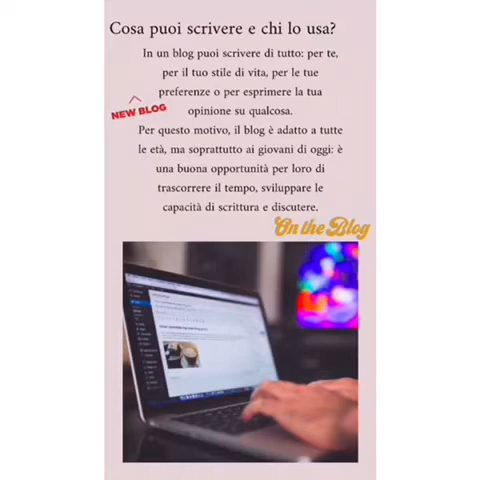 Cosa puoi scrivere e chi lo usa?
In un blog puoi scrivere di tutto: per te,
per il tuo stile di vita, per le tue
preferenze o per esprimere la tua
NEW BLOG
opinione su qualcosa.
Per questo motivo, il blog è adatto a tutte
le età, ma soprattutto ai giovani di oggi: è
una buona opportunità per loro di
trascorrere il tempo, sviluppare le
capacità di scrittura e discutere.
On the Blog